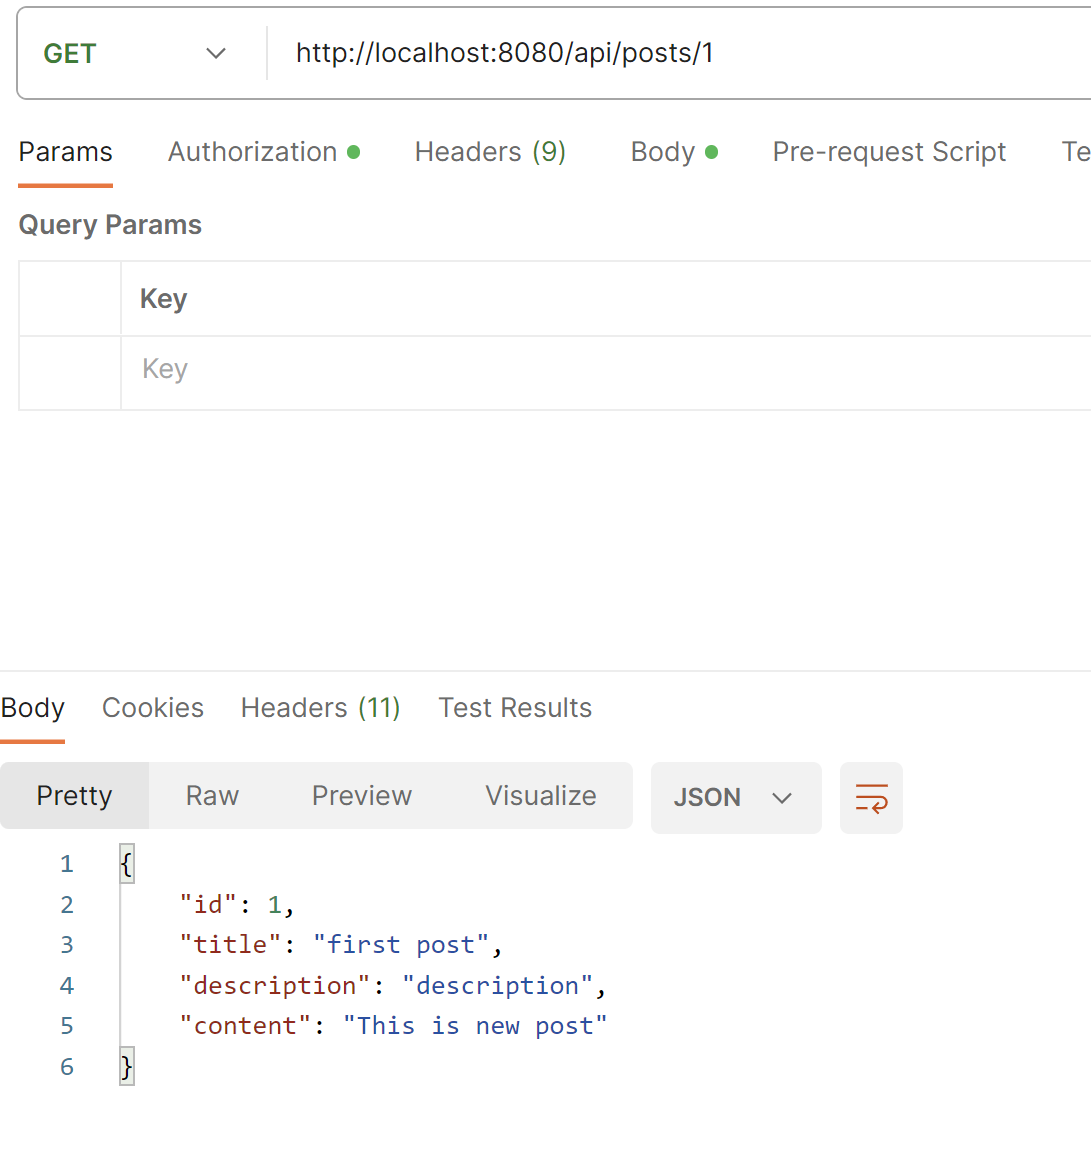 GET http://localhost:8080/api/posts/1
Params Authorization Headers (9) Body Pre-request Script Te
Query Params
Key
Key
Body Cookies Headers (11) Test Results
Pretty Raw Preview Visualize JSON
1 {
2 "id": 1,
3 "title": "first post",
4 "description": "description",
5 "content": "This is new post"
6 }